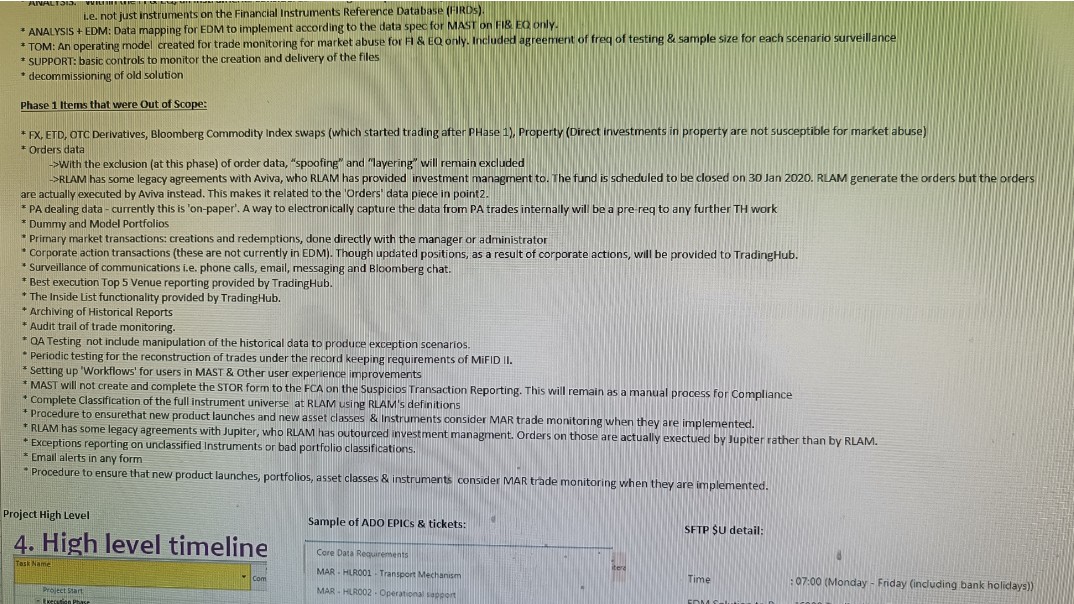 i.e. not just instruments on the Financial Instruments Reference Database (FIRDs).
* ANALYSIS + EDM: Data mapping for EDM to implement according to the data spec for MAST on FI& EQ only.
* TOM: An operating model created for trade monitoring for market abuse for FI & EQ only. Included agreement of freq of testing & sample size for each scenario surveillance
* SUPPORT: basic controls to monitor the creation and delivery of the files
* decommissioning of old solution
Phase 1 Items that were Out of Scope:
* FX, ETD, OTC Derivatives, Bloomberg Commodity Index swaps (which started trading after PHase 1), Property (Direct investments in property are not susceptible for market abuse)
* Orders data
->With the exclusion (at this phase) of order data, "spoofing" and "layering" will remain excluded
->RLAM has some legacy agreements with Aviva, who RLAM has provided investment managment to. The fund is scheduled to be closed on 30 Jan 2020. RLAM generate the orders but the orders
are actually executed by Aviva instead. This makes it related to the 'Orders' data piece in point2.
* PA dealing data - currently this is 'on-paper'. A way to electronically capture the data from PA trades internally will be a pre-req to any further TH work
* Dummy and Model Portfolios
* Primary market transactions: creations and redemptions, done directly with the manager or administrator
* Corporate action transactions (these are not currently in EDM). Though updated positions, as a result of corporate actions, will be provided to TradingHub.
* Surveillance of communications i.e. phone calls, email, messaging and Bloomberg chat.
* Best execution Top 5 Venue reporting provided by TradingHub.
* The Inside List functionality provided by TradingHub.
* Archiving of Historical Reports
* Audit trail of trade monitoring.
* QA Testing not include manipulation of the historical data to produce exception scenarios.
* Periodic testing for the reconstruction of trades under the record keeping requirements of MiFID II.
* Setting up 'Workflows' for users in MAST & Other user experience improvements
* MAST will not create and complete the STOR form to the FCA on the Suspicios Transaction Reporting. This will remain as a manual process for Compliance
* Complete Classification of the full instrument universe at RLAM using RLAM's definitions
* Procedure to ensurethat new product launches and new asset classes & Instruments consider MAR trade monitoring when they are implemented.
* RLAM has some legacy agreements with Jupiter, who RLAM has outourced investment managment. Orders on those are actually exectued by Jupiter rather than by RLAM.
* Exceptions reporting on unclassified Instruments or bad portfolio classifications.
* Email alerts in any form
* Procedure to ensure that new product launches, portfolios, asset classes & instruments consider MAR trade monitoring when they are implemented.
Project High Level
Sample of ADO EPICs & tickets:
SFTP $U detail:
4. High level timeline
Task Name
Com
Project Start
Execution Phase
Core Data Requirements
MAR - HLR001 - Transport Mechanism
MAR - HLR002 - Operational support
Time : 07:00 (Monday - Friday (including bank holidays))